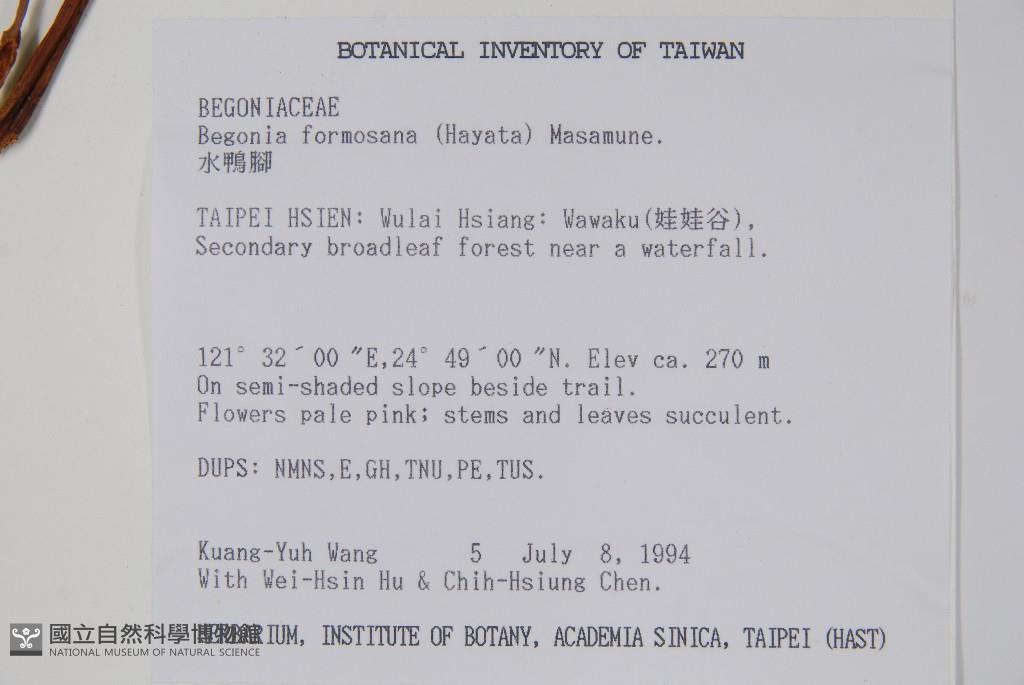 BOTANICAL INVENTORY OF TAIWAN
BEGONIACEAE
Begonia formosana (Hayata) Masamune.
水鴨腳
TAIPEI HSIEN: Wulai Hsiang: Wawaku(娃娃谷),
Secondary broadleaf forest near a waterfall.
121° 32´00 ″E,24° 49´00 ″N. Elev ca. 270 m
On semi-shaded slope beside trail.
Flowers pale pink; stems and leaves succulent.
DUPS: NMNS,E,GH,TNU,PE,TUS.
Kuang-Yuh Wang 5 July 8, 1994
With Wei-Hsin Hu & Chih-Hsiung Chen.
HERBARIUM, INSTITUTE OF BOTANY, ACADEMIA SINICA, TAIPEI (HAST)
國立自然科學博物館
NATIONAL MUSEUM OF NATURAL SCIENCE